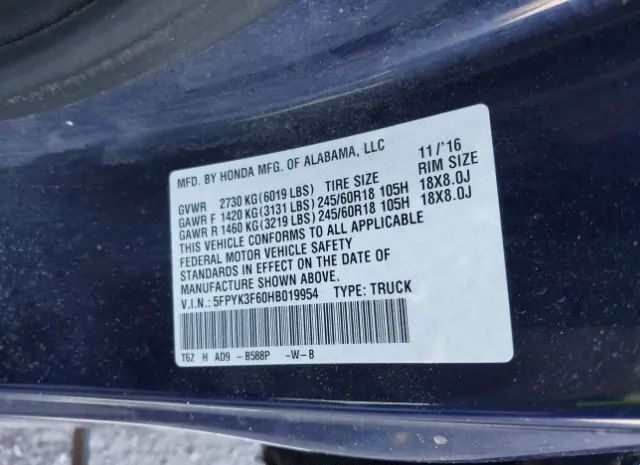 MFD. BY HONDA MFG. OF ALABAMA, LLC 11/'16
GVWR 2730 KG(6019 LBS) TIRE SIZE RIM SIZE
GAWR F 1420 KG(3131 LBS)245/60R18 105H 18X8.0J
GAWR R 1460 KG(3219 LBS)245/60R18 105H 18X8.0J
THIS VEHICLE CONFORMS TO ALL APPLICABLE
FEDERAL MOTOR VEHICLE SAFETY
STANDARDS IN EFFECT ON THE DATE OF
MANUFACTURE SHOWN ABOVE.
V.I.N.: 5FPYK3F60HB019954 TYPE: TRUCK
T6Z H AD9 -B588P -W-B